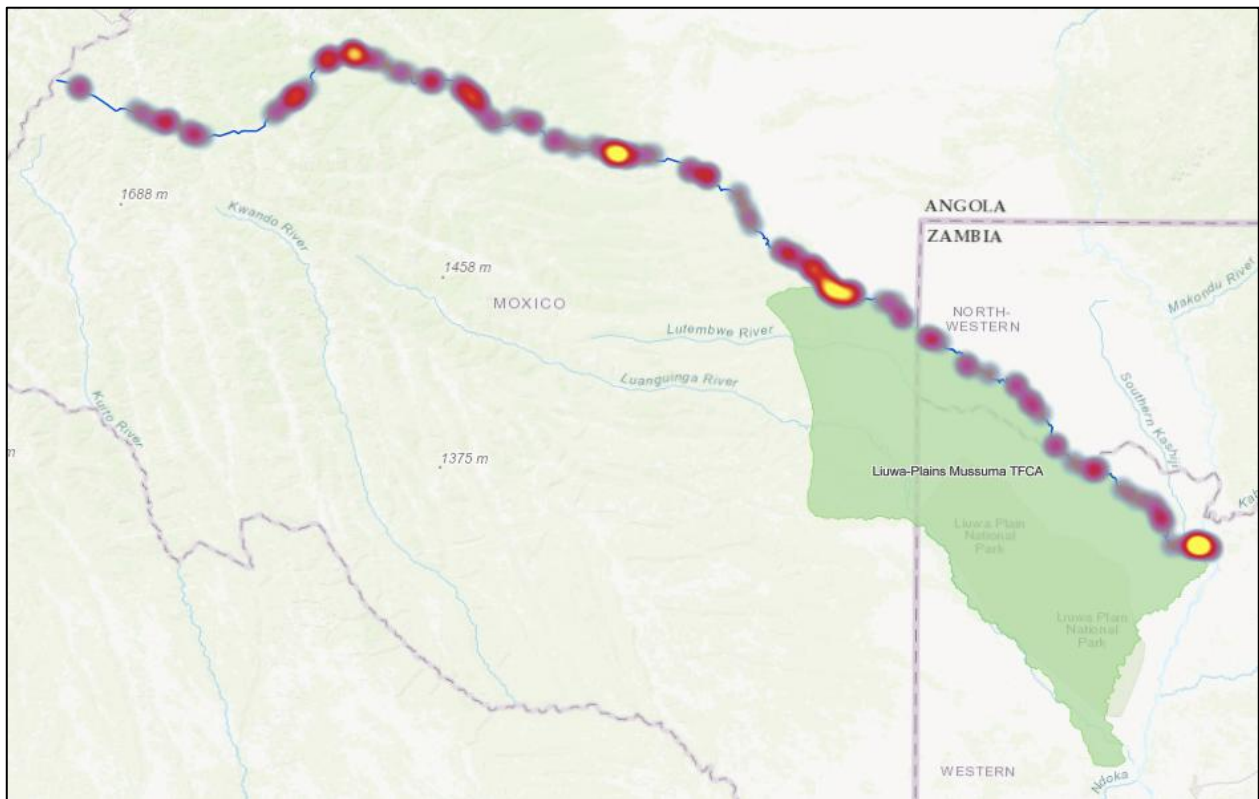 ANGOLA
ZAMBIA
1688 m
Kwando River
1458 m
MOXICO
Makondu River
NORTH-
WESTERN
Lutembwe River
Luanguinga River
Southern Kashiji
Kuito River
m
1375 m
Liuwa-Plains Mussuma TFCA
Liuwa Plain
National
Park
Liuwa Plain
National
Park
WESTERN
Ndoka